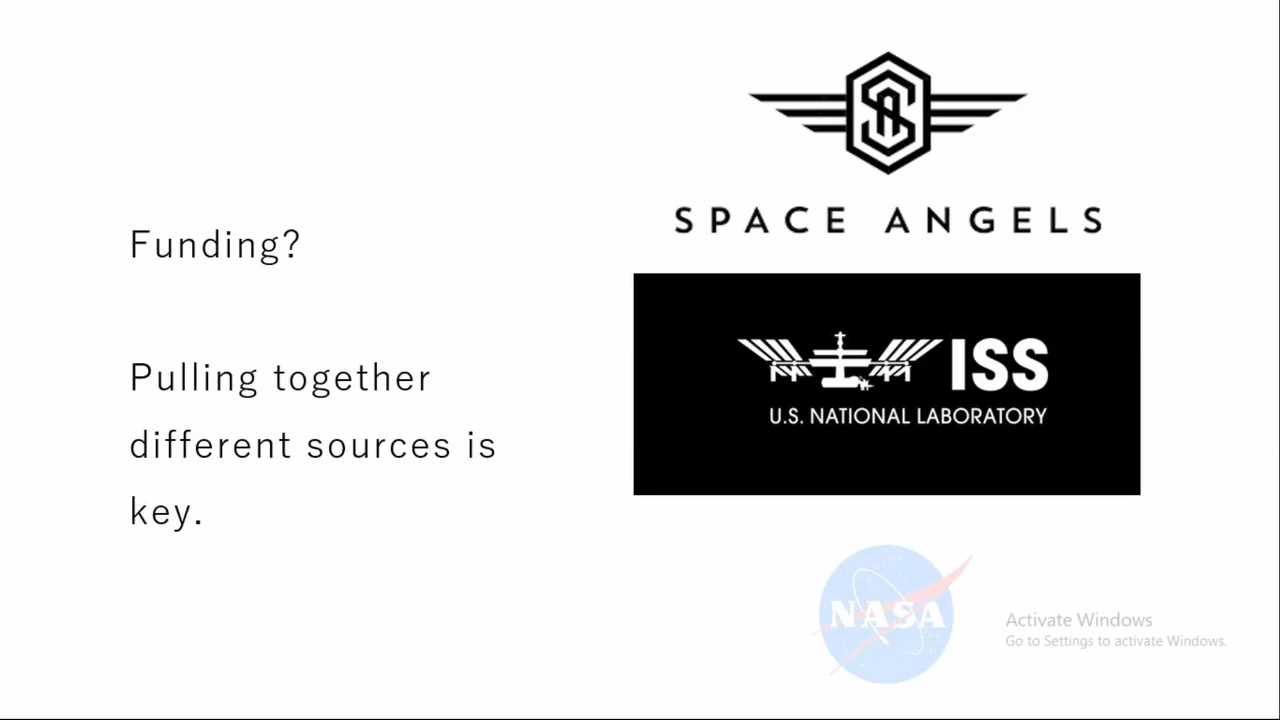 Funding?
Pulling together
different sources is
key.
SPACE ANGELS
ISS
U.S. NATIONAL LABORATORY
NASA
Activate Windows
Go to Settings to activate Windows.